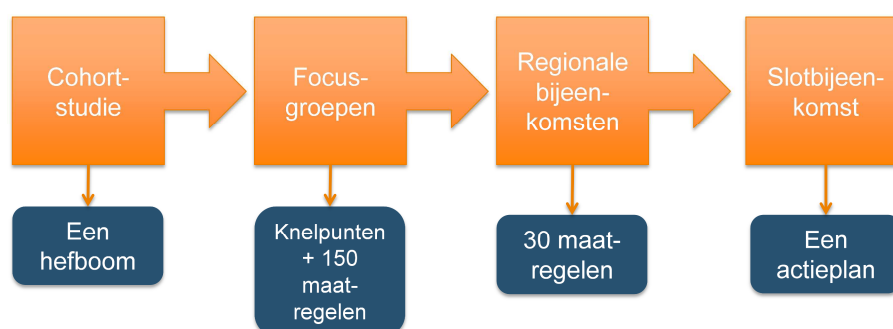 Cohort-
studie
Focus-
groepen
Regionale
bijeen-
komsten
Slotbijeen-
komst
Een
hefboom
Knelpunten
+ 150
maat-
regelen
30 maat-
regelen
Een
actieplan